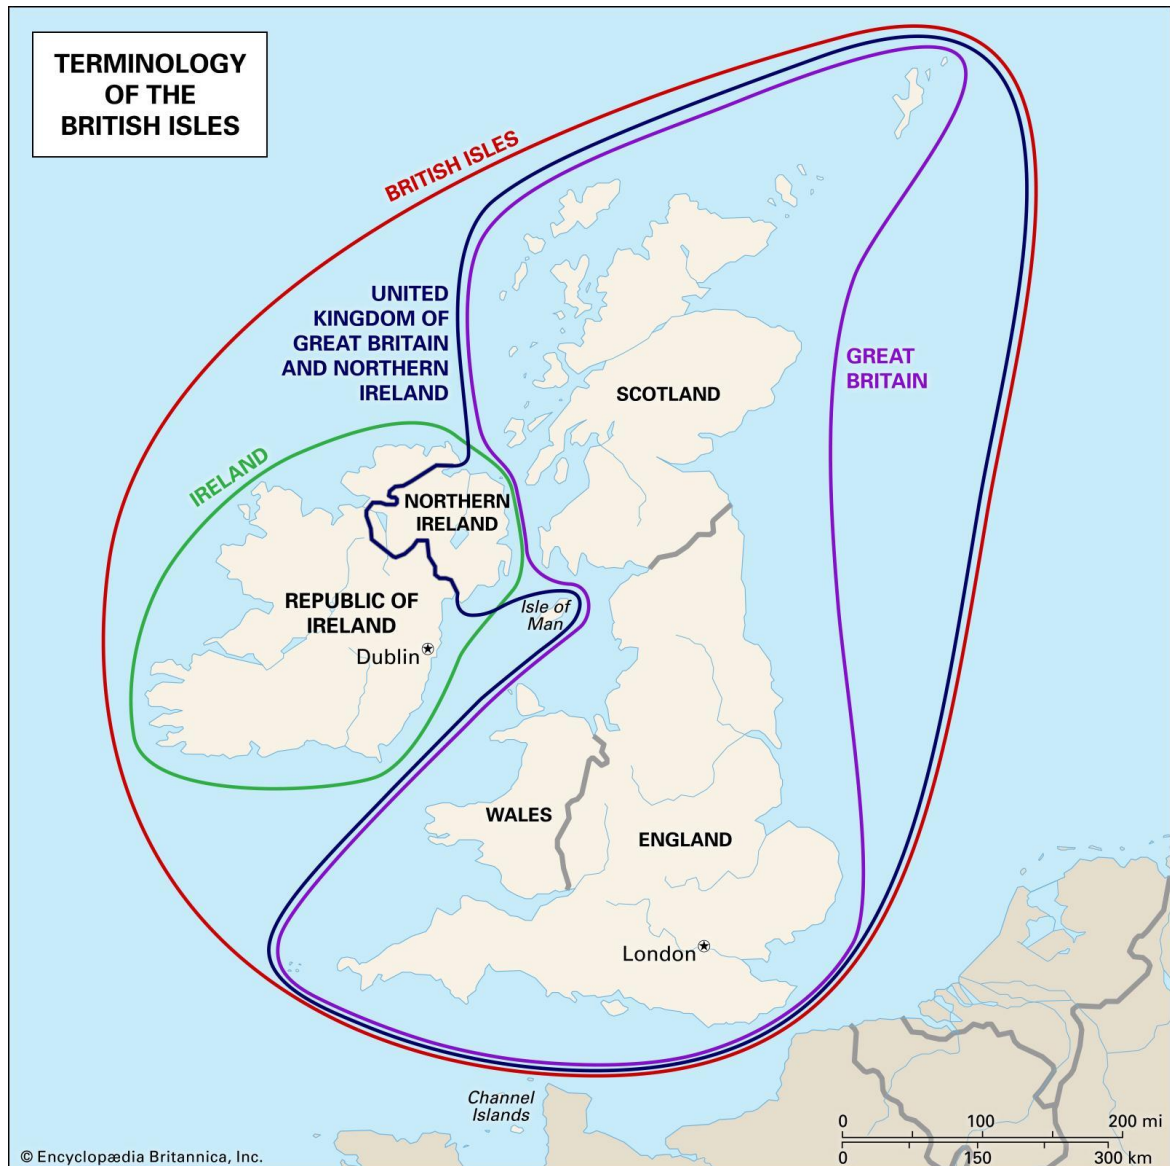 TERMINOLOGY
OF THE
BRITISH ISLES
BRITISH ISLES
UNITED
KINGDOM OF
GREAT BRITAIN
AND NORTHERN
IRELAND
GREAT
BRITAIN
SCOTLAND
IRELAND
NORTHERN
IRELAND
REPUBLIC OF
IRELAND
Isle of
Man
Dublin
WALES
ENGLAND
London
Channel
Islands
0 100 200 mi
0 150 300 km
© Encyclopædia Britannica, Inc.